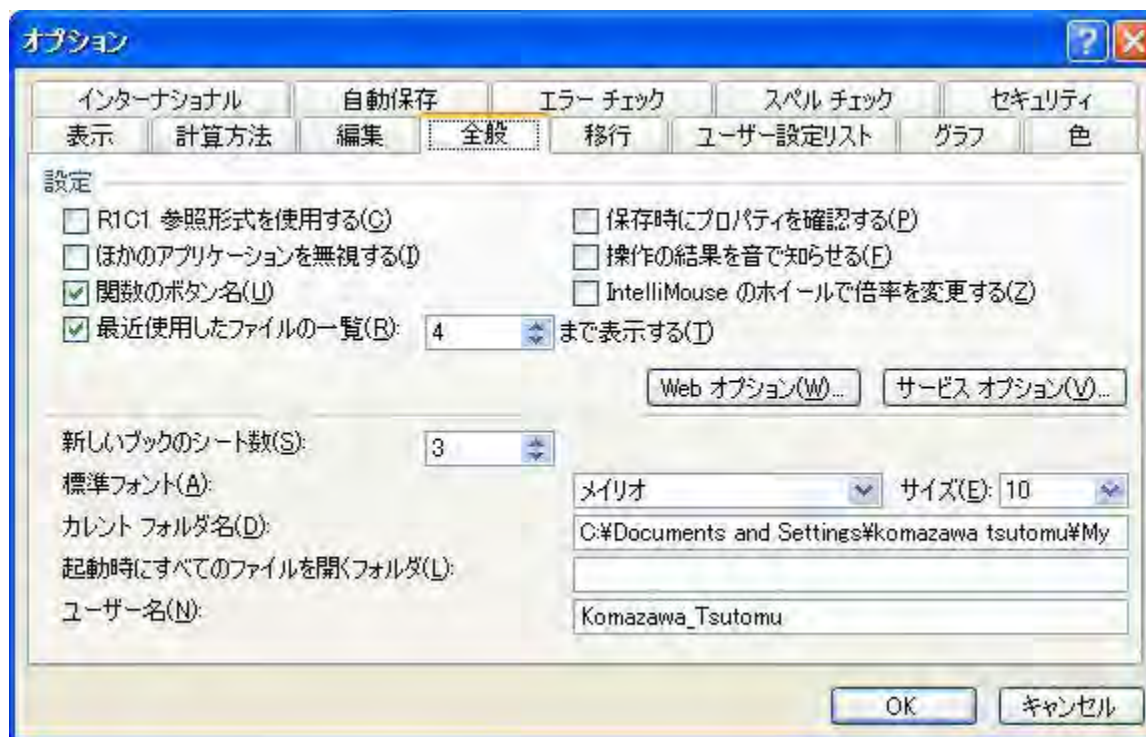 オプション
インターナショナル 自動保存 エラー チェック スペル チェック セキュリティ
表示 計算方法 編集 全般 移行 ユーザー設定リスト グラフ 色
設定
R1C1 参照形式を使用する(C) 保存時にプロパティを確認する(P)
ほかのアプリケーションを無視する(I) 操作の結果を音で知らせる(F)
関数のボタン名(U) IntelliMouse のホイールで倍率を変更する(Z)
最近使用したファイルの一覧(R): 4 まで表示する(T)
Web オプション(W)... サービス オプション(V)...
新しいブックのシート数(S): 3
標準フォント(A): メイリオ サイズ(E): 10
カレント フォルダ名(D): C:¥Documents and Settings¥komazawa tsutomu¥My
起動時にすべてのファイルを開くフォルダ(L):
ユーザー名(N): Komazawa_Tsutomu
OK キャンセル